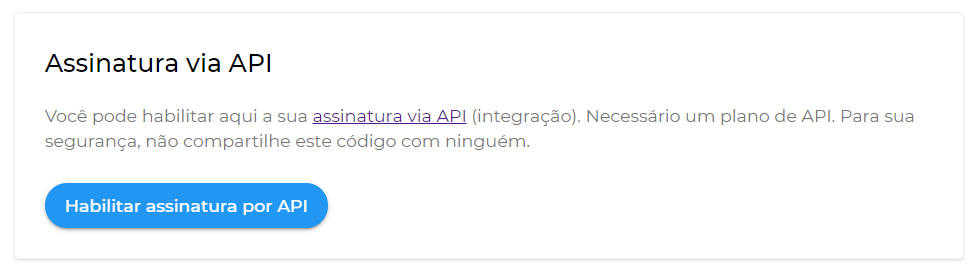 Assinatura via API
Você pode habilitar aqui a sua assinatura via API (integração). Necessário um plano de API. Para sua
segurança, não compartilhe este código com ninguém.
Habilitar assinatura por API